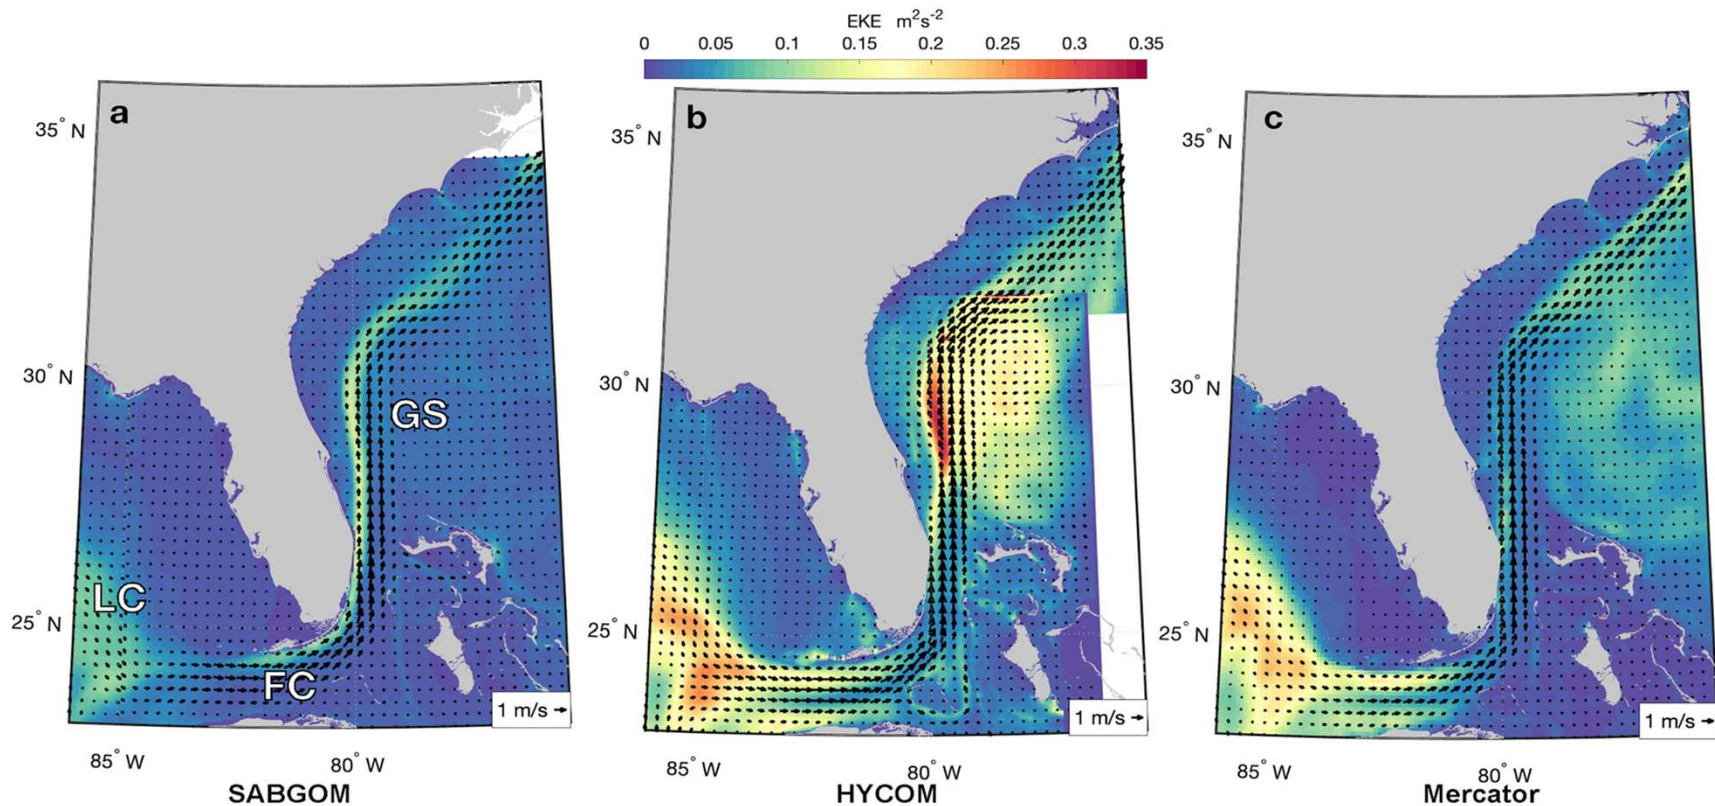 EKE m²s⁻²
0 0.05 0.1 0.15 0.2 0.25 0.3 0.35
a
35° N
30° N
25° N
GS
LC
FC
1 m/s
85° W 80° W
SABGOM
b
35° N
30° N
25° N
1 m/s
85° W 80° W
HYCOM
c
35° N
30° N
25° N
1 m/s
85° W 80° W
Mercator